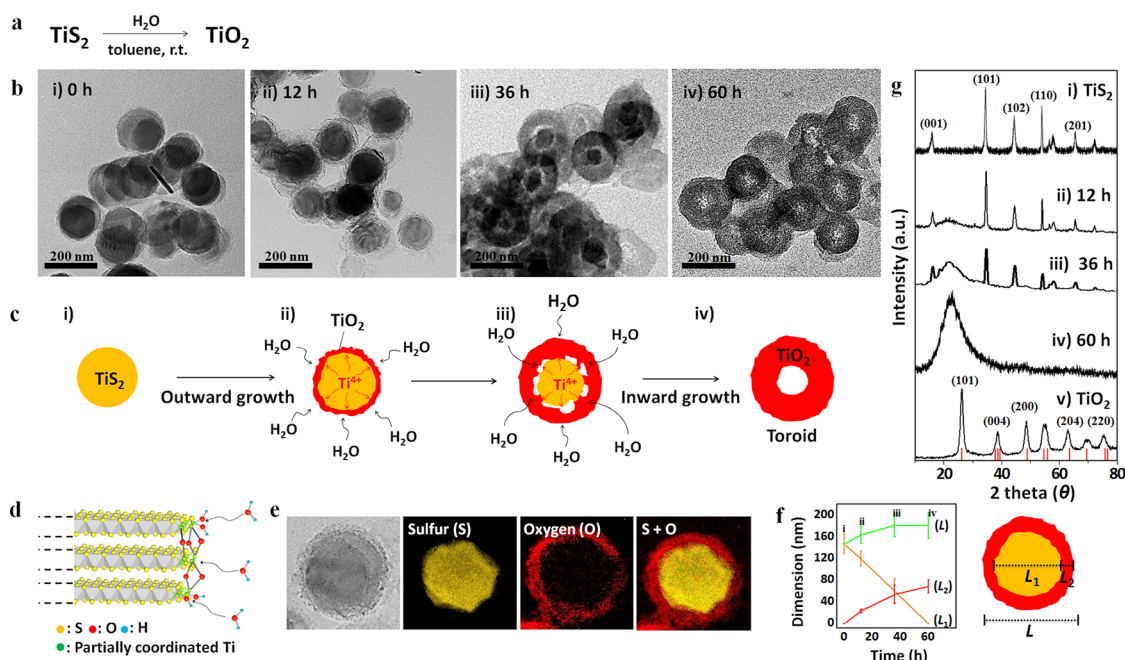 a
H₂O
TiS₂ → TiO₂
toluene, r.t.
b
i) 0 h
200 nm
ii) 12 h
200 nm
iii) 36 h
200 nm
iv) 60 h
200 nm
c
i)
TiS₂
Outward growth
ii)
TiO₂
H₂O
H₂O
Ti⁴⁺
H₂O
H₂O
H₂O
iii)
H₂O
H₂O
H₂O
Ti⁴⁺
H₂O
H₂O
H₂O
Inward growth
iv)
TiO₂
Toroid
d
: S : O : H
: Partially coordinated Ti
e
Sulfur (S)
Oxygen (O)
S + O
f
Dimension (nm)
200
160
120
80
40
0
i
ii
iii
iv
(L)
(L₂)
(L₁)
0 20 40 60 80
Time (h)
L₁
L₂
L
g
Intensity (a.u.)
i) TiS₂
(001)
(101)
(102)
(110)
(201)
ii) 12 h
iii) 36 h
iv) 60 h
v) TiO₂
(101)
(004)
(200)
(204)
(220)
20 40 60 80
2 theta (θ)